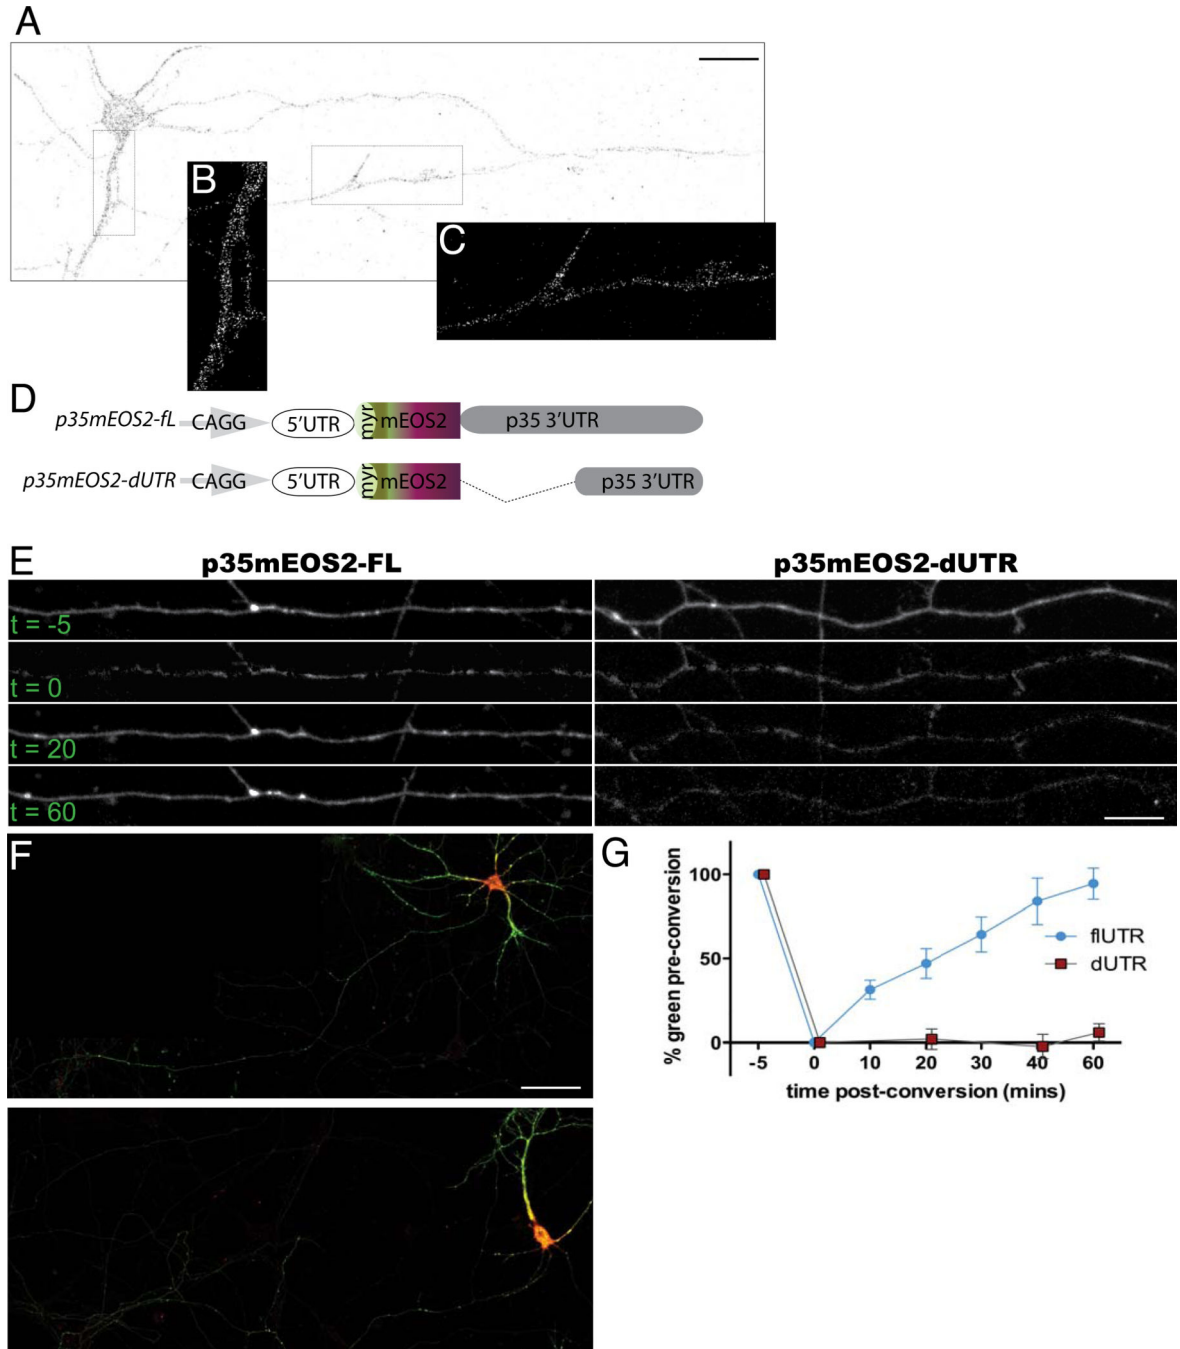 A
B
C
D
p35mEOS2-fL CAGG 5'UTR myr mEOS2 p35 3'UTR
p35mEOS2-dUTR CAGG 5'UTR myr mEOS2 p35 3'UTR
E
p35mEOS2-FL p35mEOS2-dUTR
t = -5
t = 0
t = 20
t = 60
F
G
% green pre-conversion
100
50
0
flUTR
dUTR
-5 0 10 20 30 40 60
time post-conversion (mins)